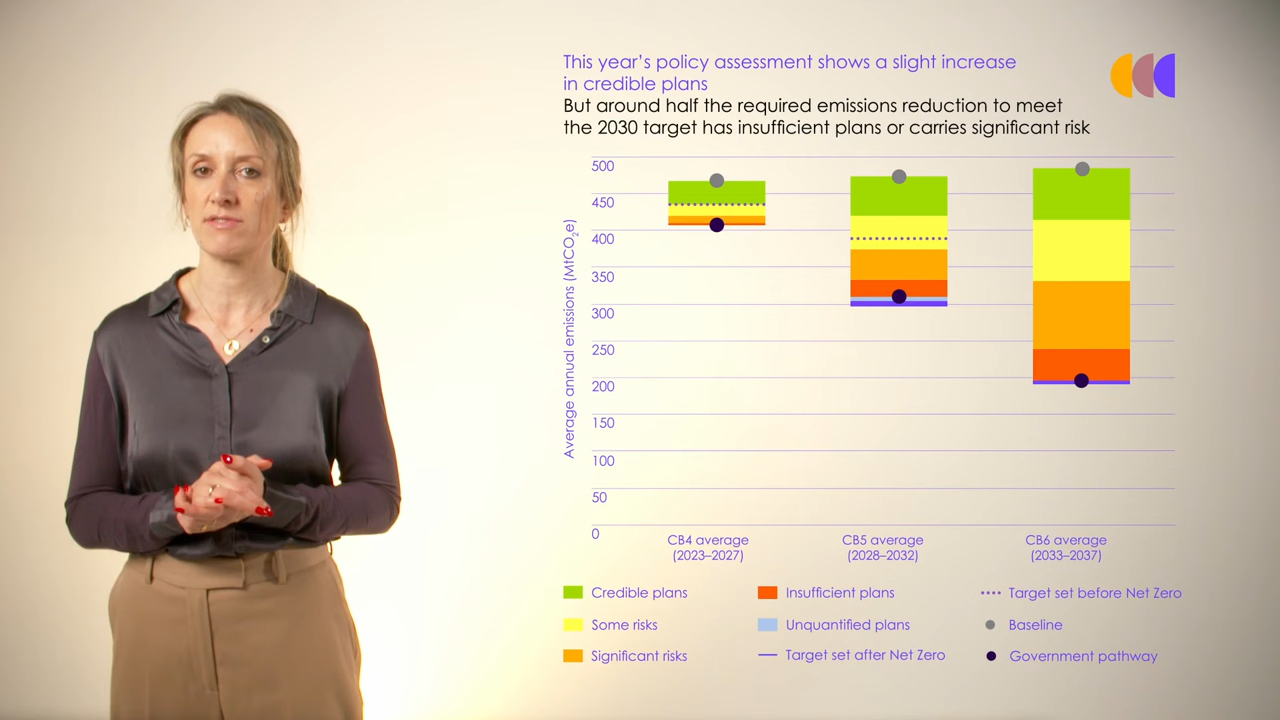 This year’s policy assessment shows a slight increase
in credible plans
But around half the required emissions reduction to meet
the 2030 target has insufficient plans or carries significant risk
Average annual emissions (MtCO₂e)
500
450
400
350
300
250
200
150
100
50
0
CB4 average
(2023–2027)
CB5 average
(2028–2032)
CB6 average
(2033–2037)
Credible plans
Insufficient plans
Target set before Net Zero
Some risks
Unquantified plans
Baseline
Significant risks
Target set after Net Zero
Government pathway